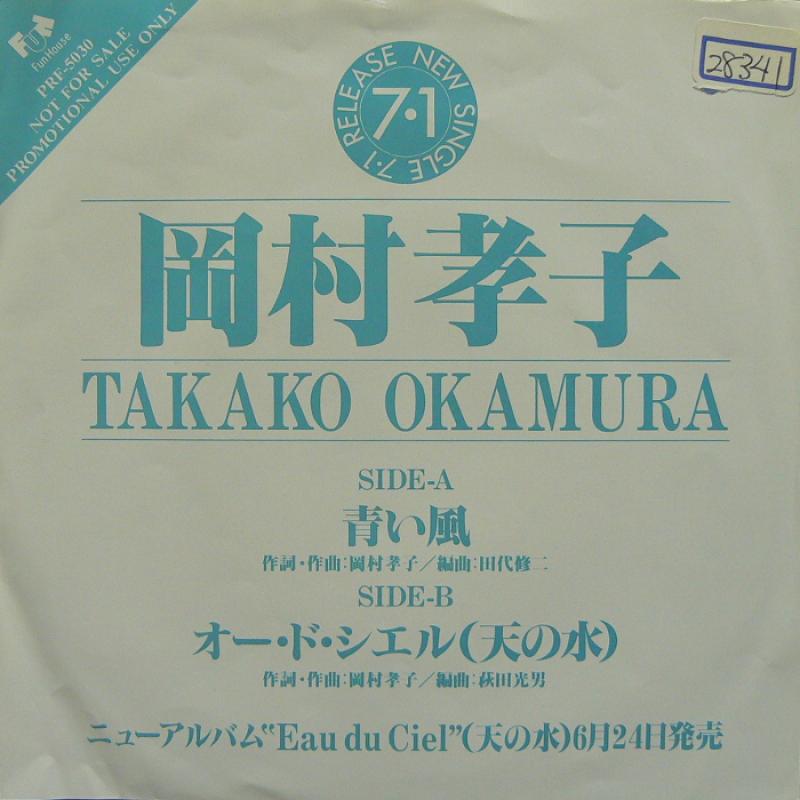 Fun House
PRF-5030
NOT FOR SALE
PROMOTIONAL USE ONLY
28341
NEW SINGLE 7・1 RELEASE
7・1
岡村孝子
TAKAKO OKAMURA
SIDE-A
青い風
作詞・作曲：岡村孝子／編曲：田代修二
SIDE-B
オー・ド・シエル(天の水)
作詞・作曲：岡村孝子／編曲：萩田光男
ニューアルバム“Eau du Ciel”(天の水)6月24日発売